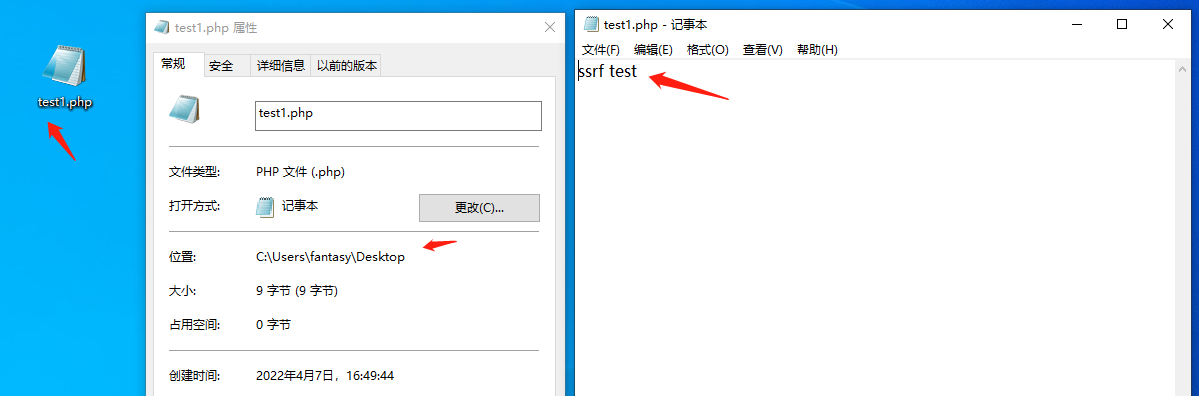 test1.php
test1.php 属性
常规 安全 详细信息 以前的版本
test1.php
文件类型: PHP 文件 (.php)
打开方式: 记事本 更改(C)...
位置: C:\Users\fantasy\Desktop
大小: 9 字节 (9 字节)
占用空间: 0 字节
创建时间: 2022年4月7日，16:49:44
test1.php - 记事本
文件(F) 编辑(E) 格式(O) 查看(V) 帮助(H)
ssrf test